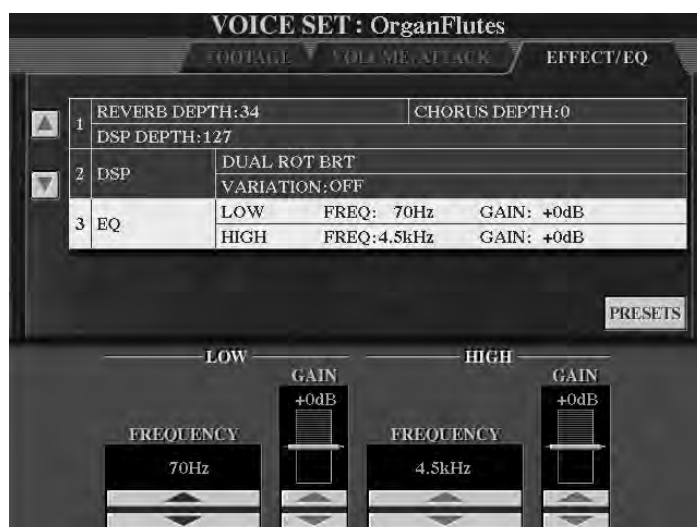 VOICE SET : OrganFlutes
FOOTAGE VOLUME/ATTACK EFFECT/EQ
1 REVERB DEPTH:34 CHORUS DEPTH:0
DSP DEPTH:127
2 DSP DUAL ROT BRT
VARIATION:OFF
3 EQ LOW FREQ: 70Hz GAIN: +0dB
HIGH FREQ:4.5kHz GAIN: +0dB
PRESETS
LOW HIGH
GAIN GAIN
+0dB +0dB
FREQUENCY FREQUENCY
70Hz 4.5kHz